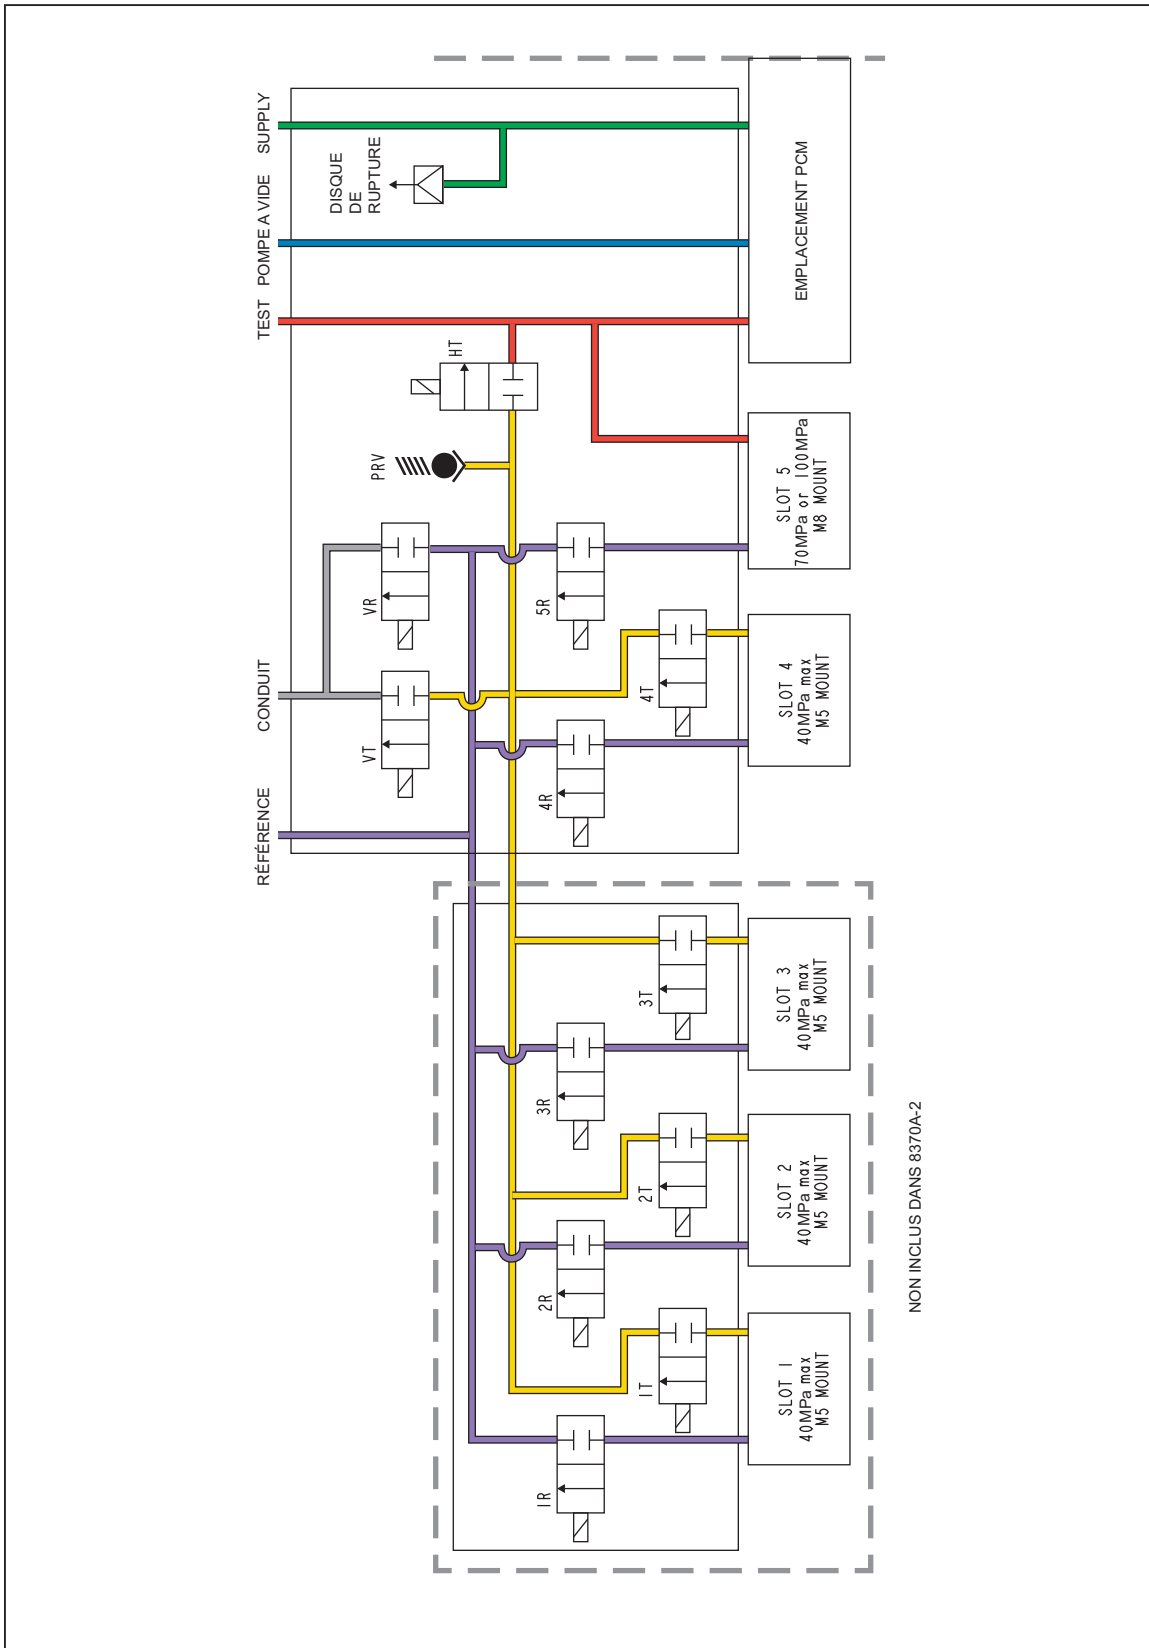 RÉFÉRENCE
CONDUIT
TEST
POMPE A VIDE
SUPPLY
DISQUE
DE
RUPTURE
HT
PRV
VT
VR
1R
1T
2R
2T
3R
3T
4R
4T
5R
SLOT 1
40MPa max
M5 MOUNT
SLOT 2
40MPa max
M5 MOUNT
SLOT 3
40MPa max
M5 MOUNT
SLOT 4
40MPa max
M5 MOUNT
SLOT 5
70MPa or 100MPa
M8 MOUNT
EMPLACEMENT PCM
NON INCLUS DANS 8370A-2